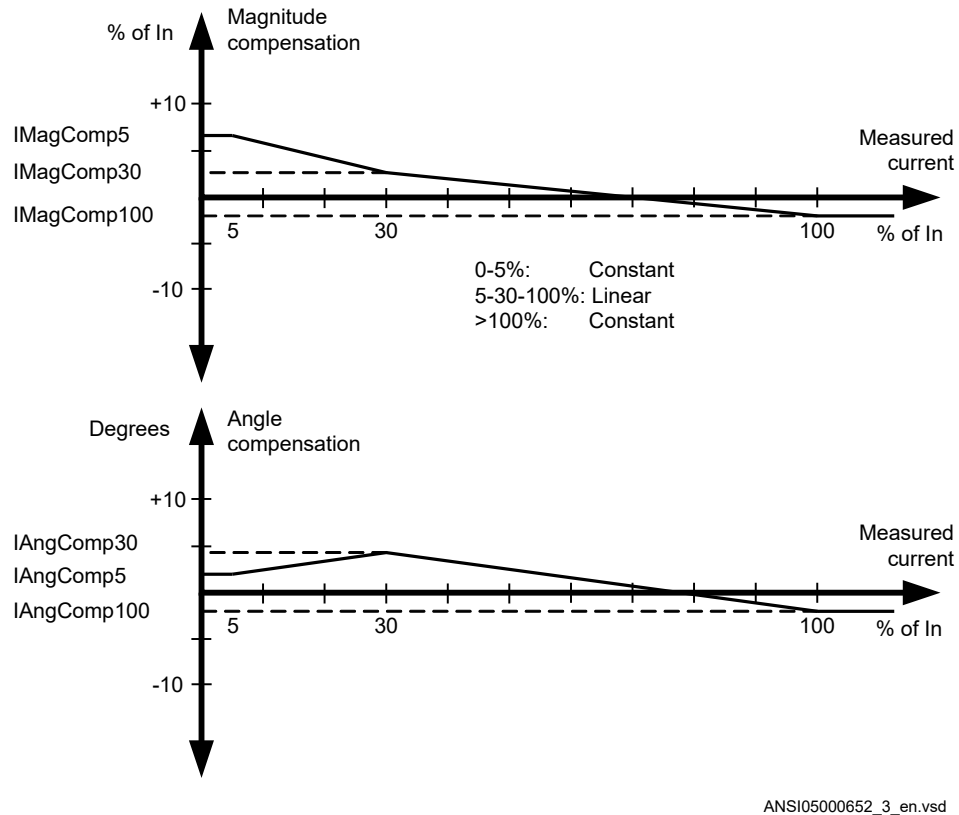 % of In
Magnitude
compensation
+10
IMagComp5
Measured
current
IMagComp30
IMagComp100
5
30
100
% of In
-10
0-5%: Constant
5-30-100%: Linear
>100%: Constant
Degrees
Angle
compensation
+10
IAngComp30
Measured
current
IAngComp5
IAngComp100
5
30
100
% of In
-10
ANSI05000652_3_en.vsd